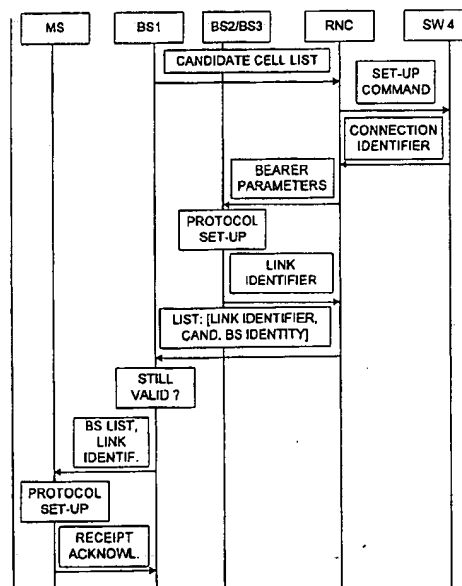 MS BS1 BS2/BS3 RNC SW 4
CANDIDATE CELL LIST
SET-UP
COMMAND
CONNECTION
IDENTIFIER
BEARER
PARAMETERS
PROTOCOL
SET-UP
LINK
IDENTIFIER
LIST: [LINK IDENTIFIER,
CAND. BS IDENTITY]
STILL
VALID ?
BS LIST,
LINK
IDENTIF.
PROTOCOL
SET-UP
RECEIPT
ACKNOWL.